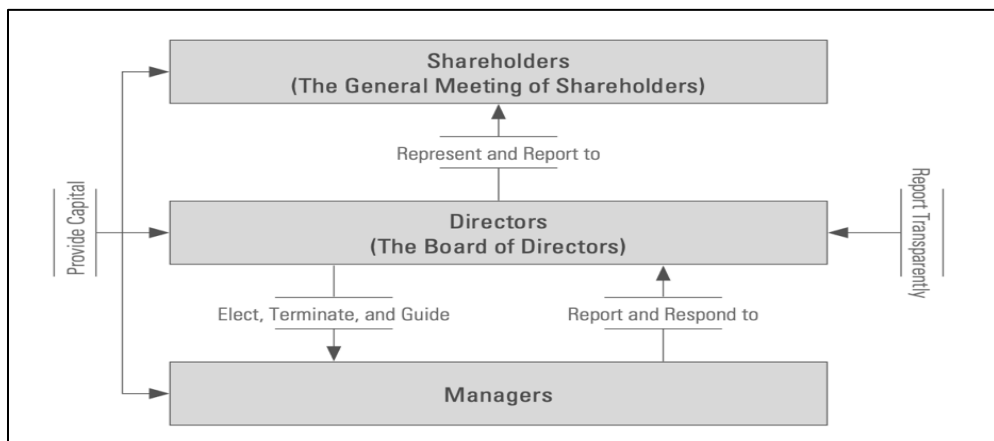 Shareholders
(The General Meeting of Shareholders)
Represent and Report to
Provide Capital
Directors
(The Board of Directors)
Report Transparently
Elect, Terminate, and Guide
Report and Respond to
Managers